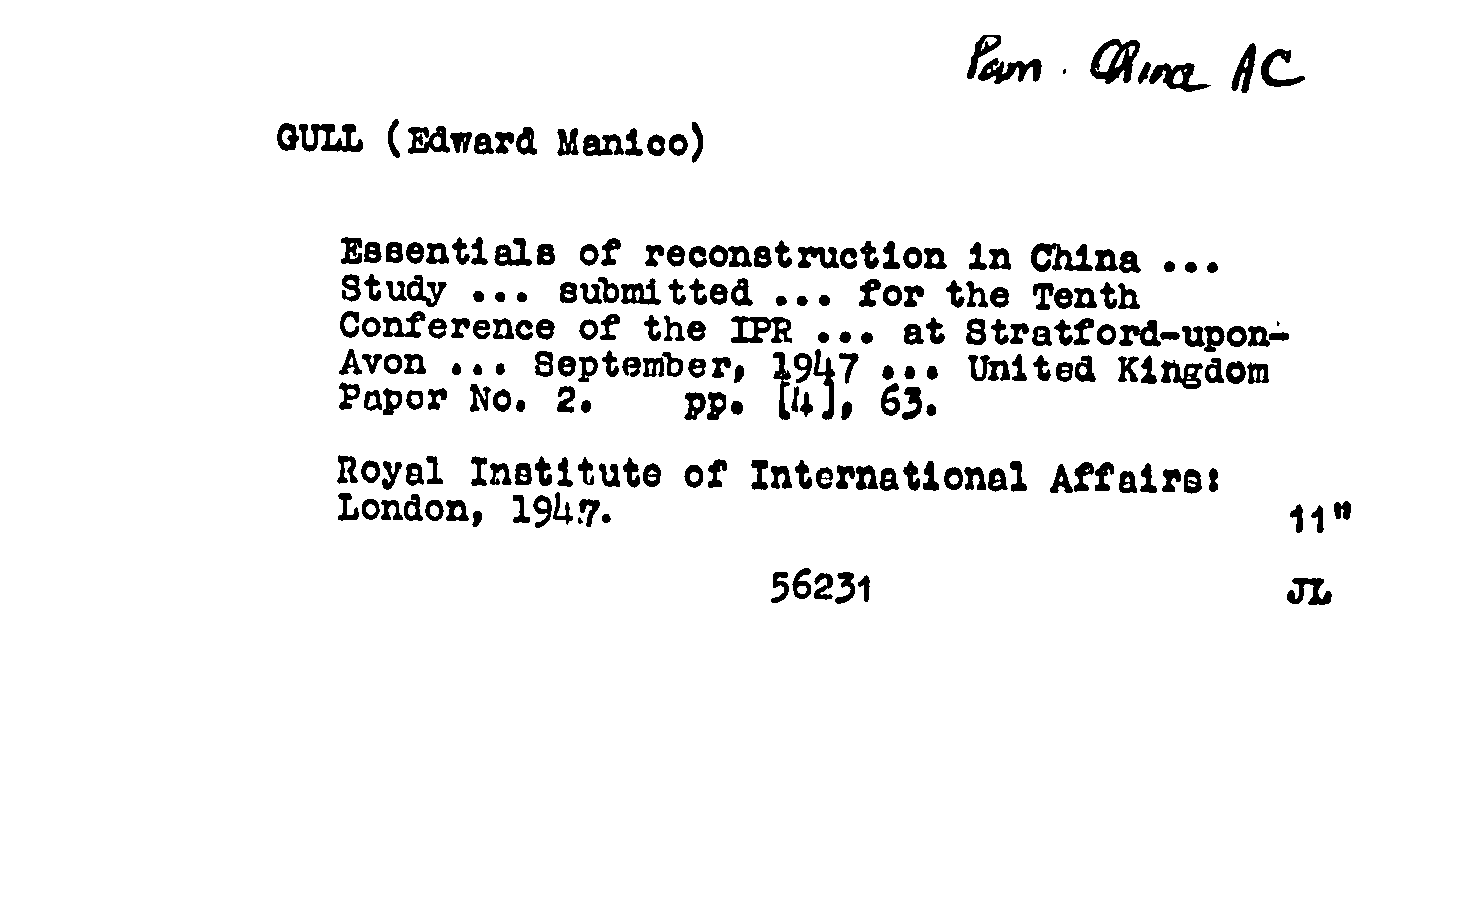 Pam. China AC
GULL (Edward Manico)
Essentials of reconstruction in China ...
Study ... submitted ... for the Tenth
Conference of the IPR ... at Stratford-upon-
Avon ... September, 1947 ... United Kingdom
Paper No. 2. pp. [4], 63.
Royal Institute of International Affairs:
London, 1947.
11"
56231
JL